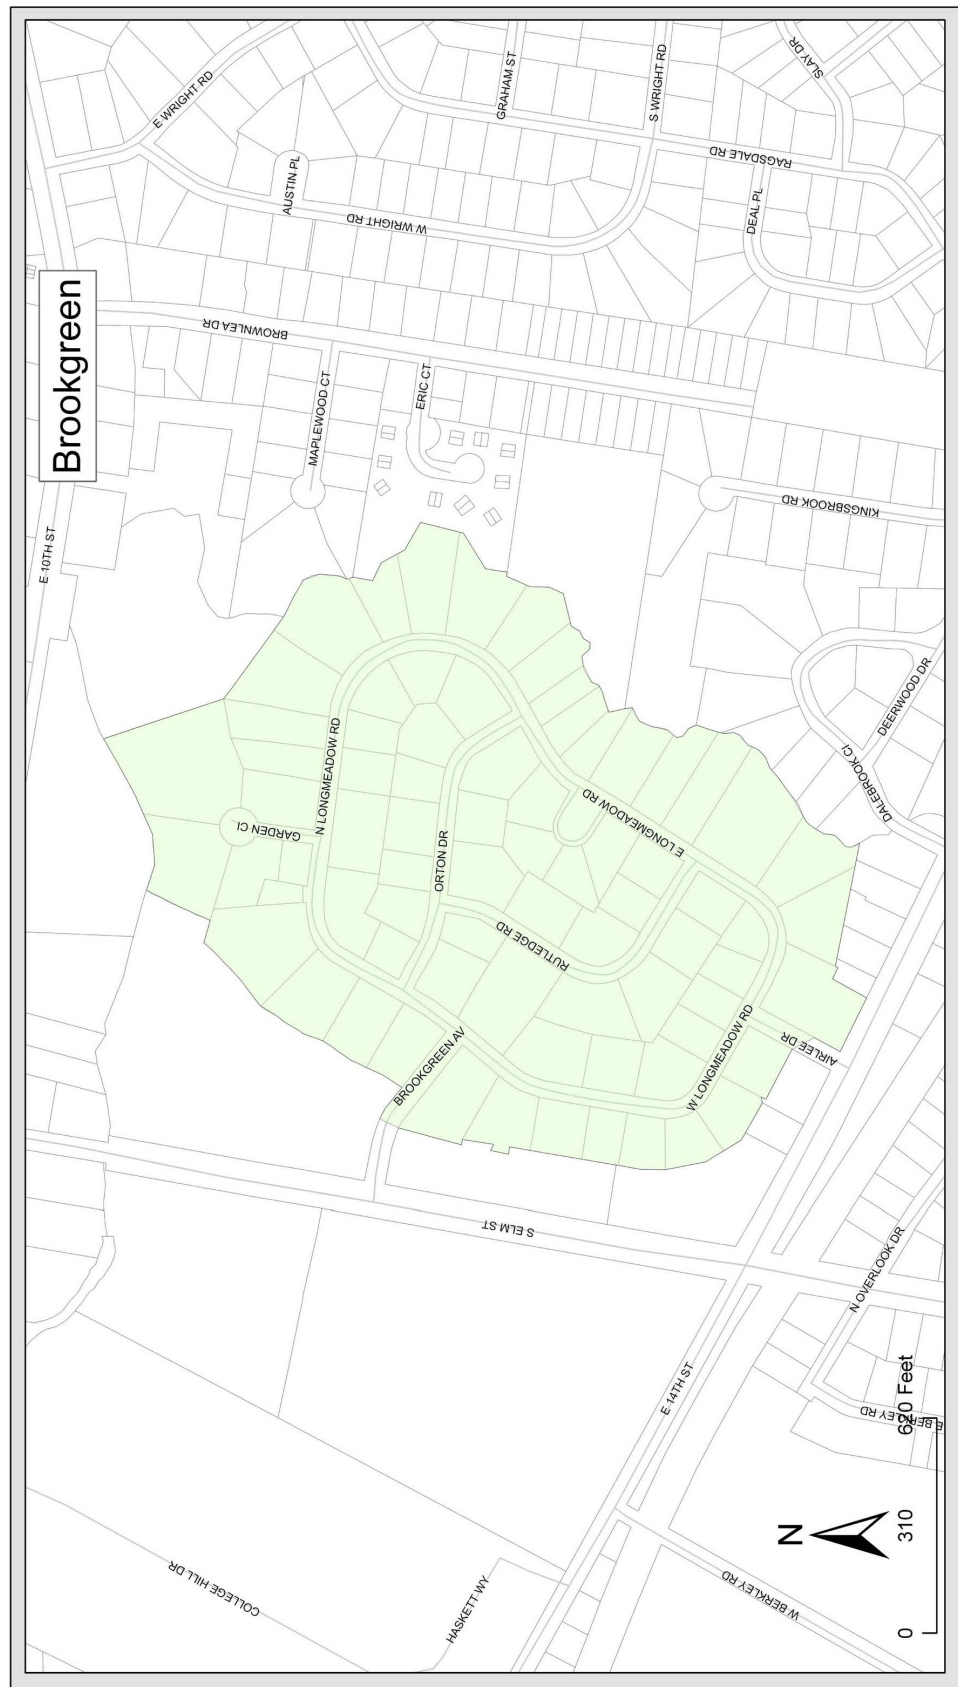 Brookgreen
E WRIGHT RD
GRAHAM ST
S WRIGHT RD
SLAY DR
AUSTIN PL
W WRIGHT RD
RAGSDALE RD
DEAL PL
BROWNLEA DR
MAPLEWOOD CT
ERIC CT
E 10TH ST
KINGSBROOK RD
DEERWOOD DR
DALEBROOK CI
N LONGMEADOW RD
GARDEN CI
ORTON DR
E LONGMEADOW RD
RUTLEDGE RD
W LONGMEADOW RD
AIRLEE DR
BROOKGREEN AV
S ELM ST
N OVERLOOK DR
E BERKLEY RD
E 14TH ST
COLLEGE HILL DR
HASKETT WY
W BERKLEY RD
N
0 310 620 Feet